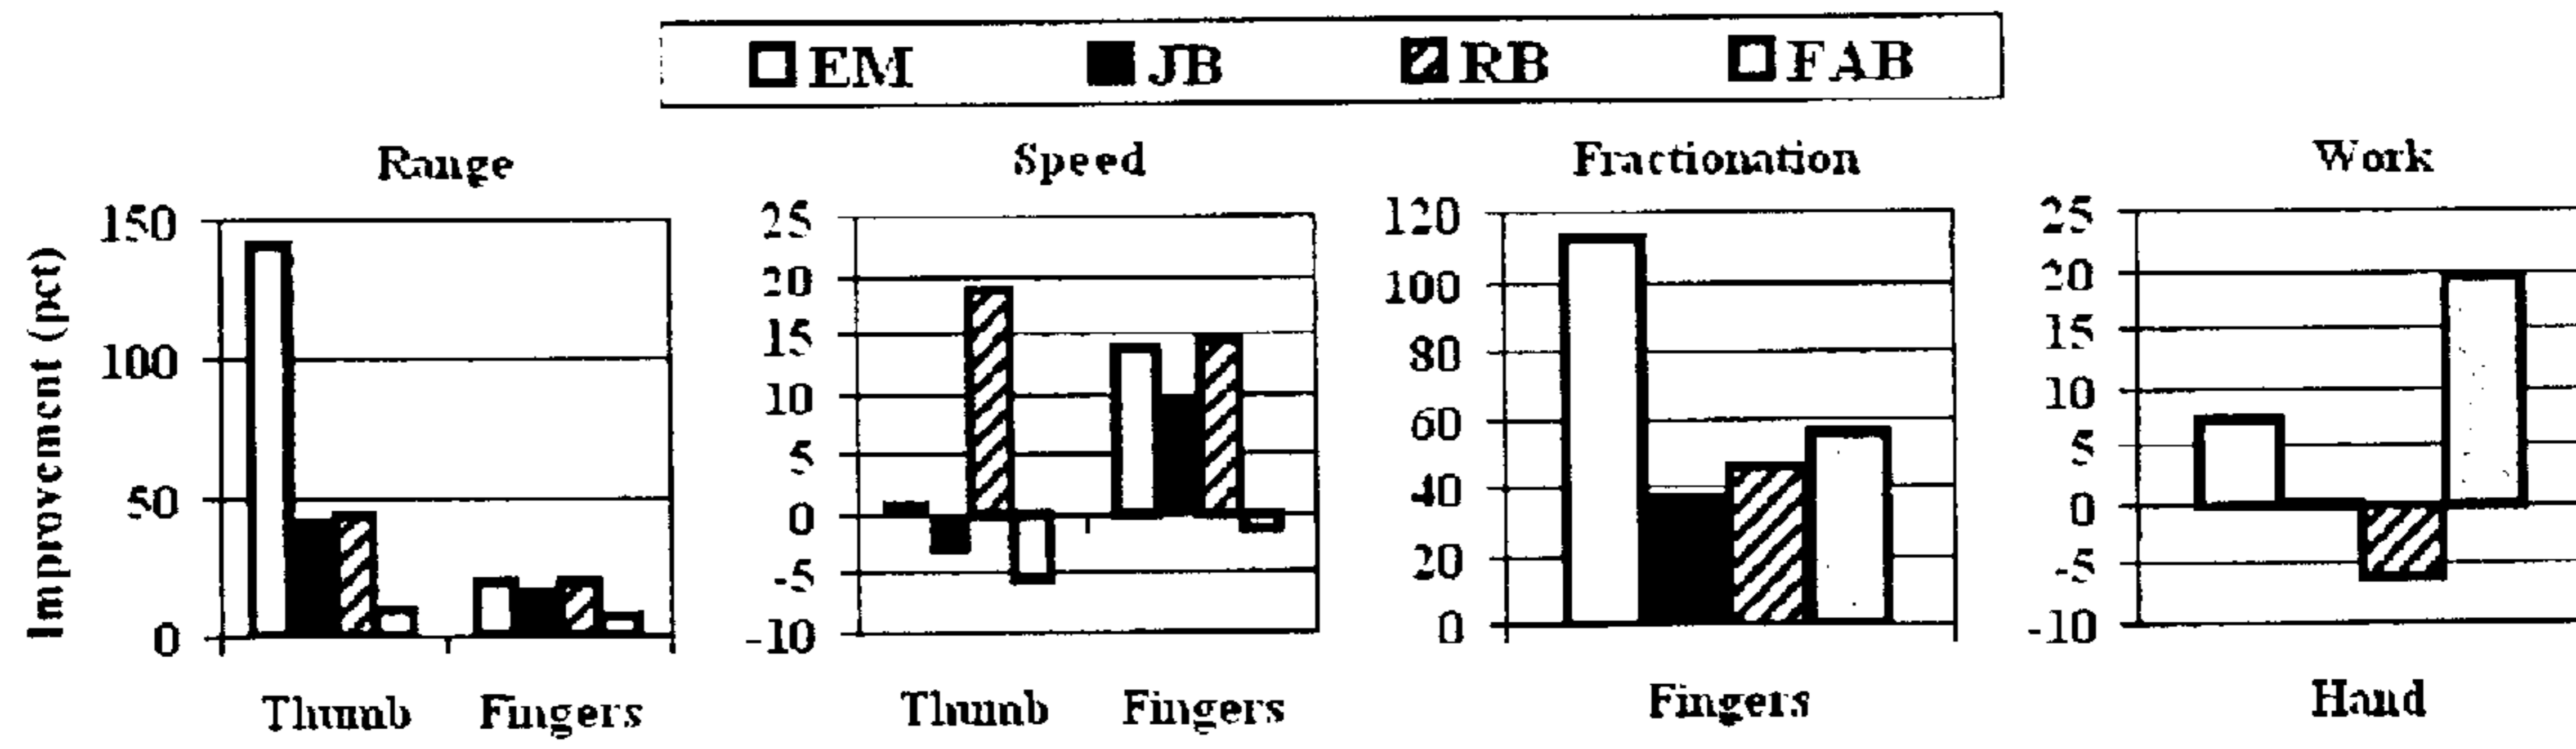 EM JB RB FAB
Range
Speed
Fractionation
Work
Improvement (pct)
150
100
50
0
Thumb Fingers
25
20
15
10
5
0
-5
-10
Thumb Fingers
120
100
80
60
40
20
0
Fingers
25
20
15
10
5
0
-5
-10
Hand